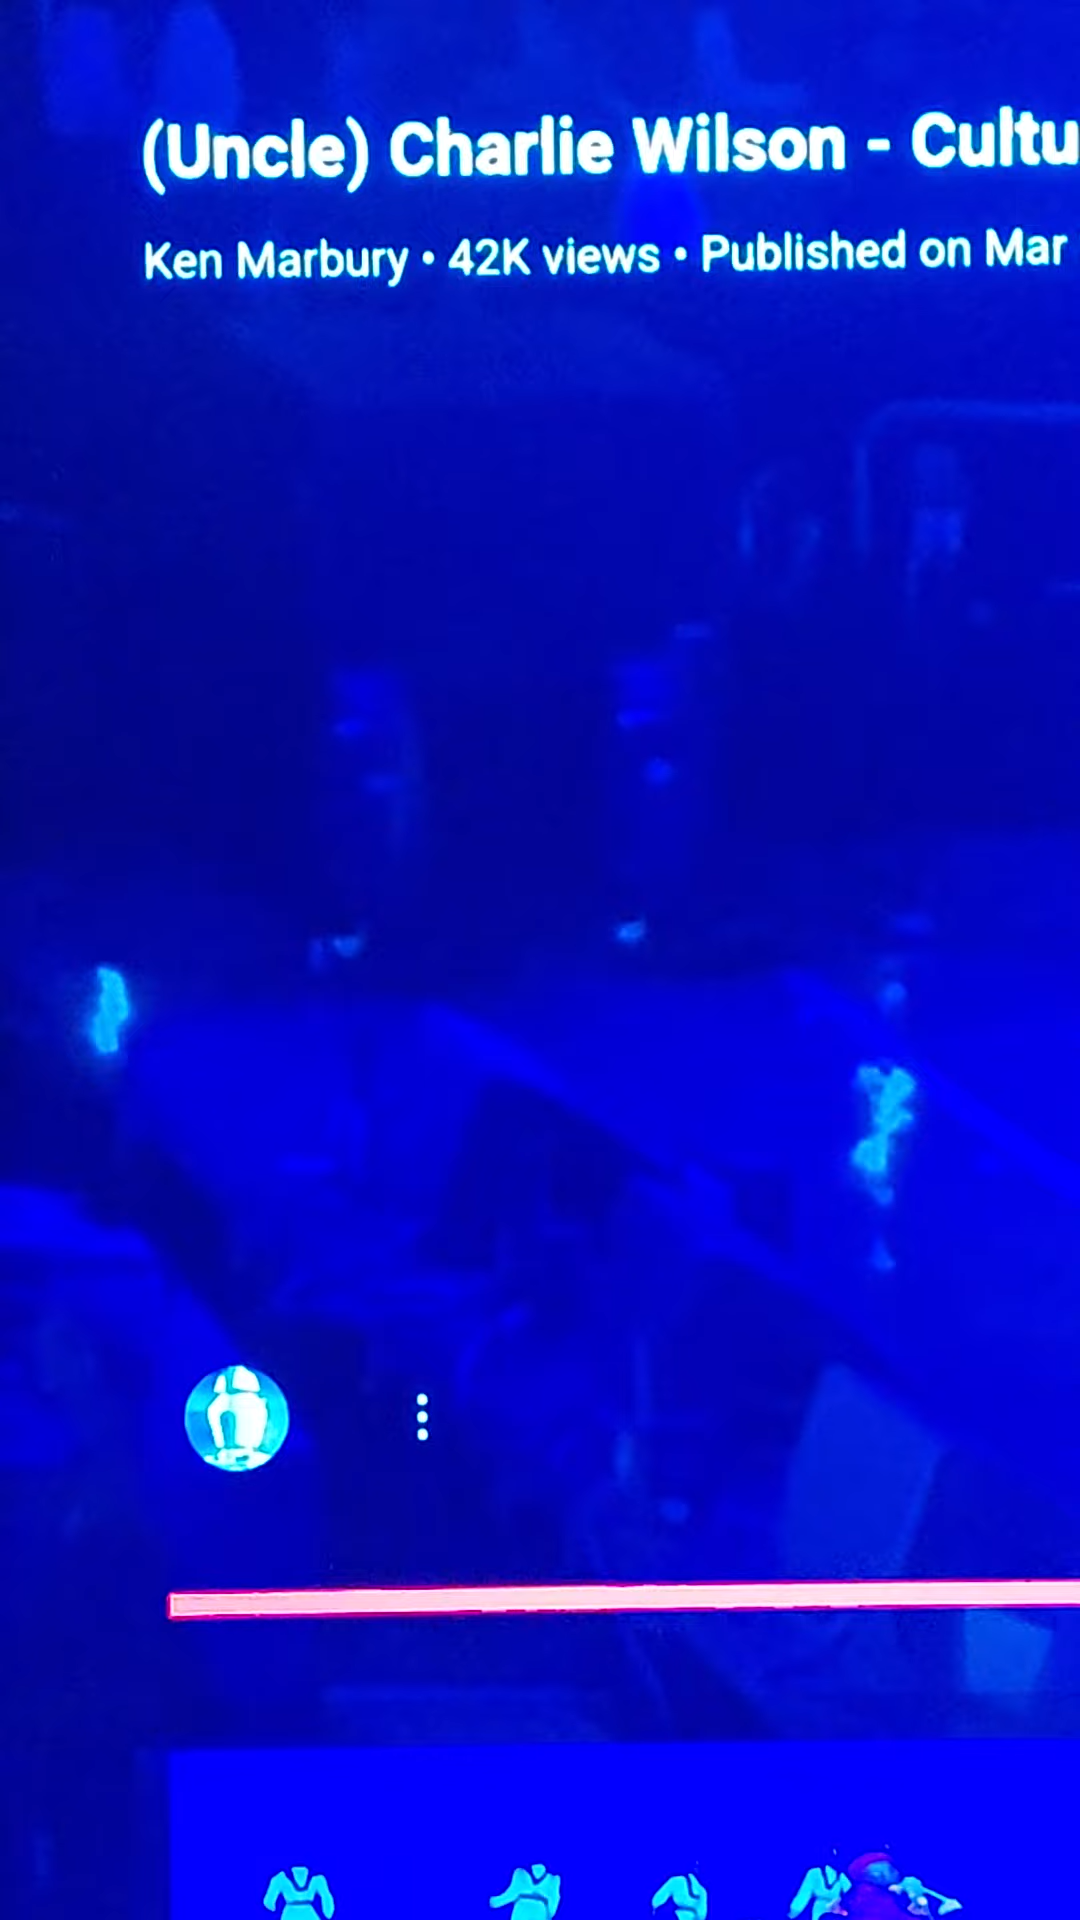 (Uncle) Charlie Wilson - Cultu
Ken Marbury • 42K views • Published on Mar